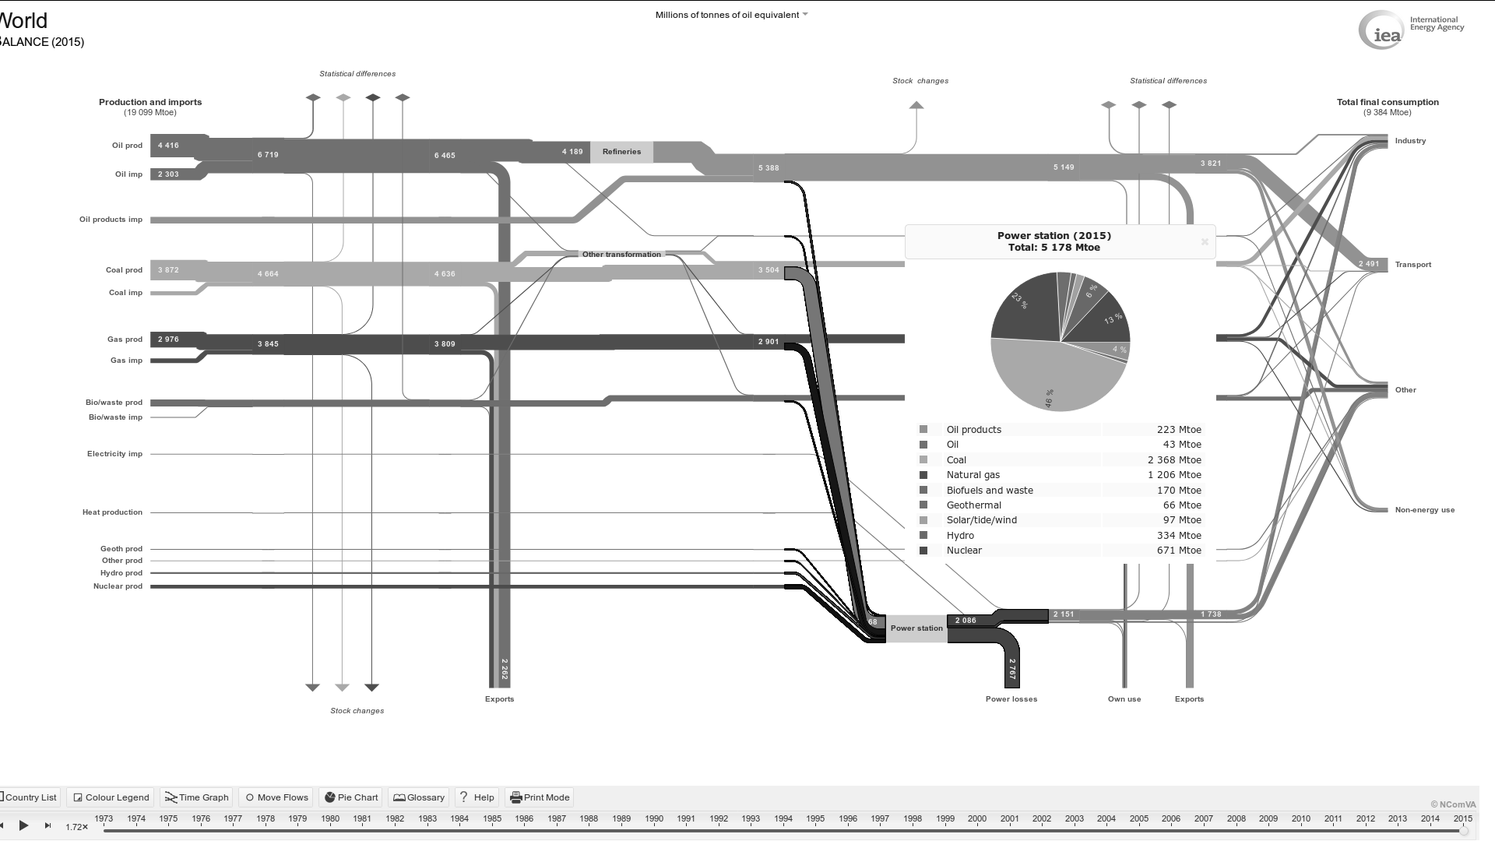 World
BALANCE (2015)
Millions of tonnes of oil equivalent
iea
International
Energy Agency
Statistical differences
Stock changes
Statistical differences
Production and imports
(19 099 Mtoe)
Total final consumption
(9 384 Mtoe)
Oil prod
4 416
6 719
6 465
4 189
Refineries
5 388
5 149
3 821
Industry
Oil imp
2 303
Oil products imp
Power station (2015)
Total: 5 178 Mtoe
×
Other transformation
Coal prod
3 872
4 664
4 636
3 504
2 491
Transport
Coal imp
Gas prod
2 976
3 845
3 809
2 901
Gas imp
23 %
6 %
13 %
4 %
46 %
Other
Bio/waste prod
Bio/waste imp
Oil products 223 Mtoe
Oil 43 Mtoe
Coal 2 368 Mtoe
Natural gas 1 206 Mtoe
Biofuels and waste 170 Mtoe
Geothermal 66 Mtoe
Solar/tide/wind 97 Mtoe
Hydro 334 Mtoe
Nuclear 671 Mtoe
Electricity imp
Heat production
Non-energy use
Geoth prod
Other prod
Hydro prod
Nuclear prod
68
Power station
2 086
2 151
1 738
2 262
2 767
Exports
Power losses
Own use
Exports
Stock changes
Country List
Colour Legend
Time Graph
Move Flows
Pie Chart
Glossary
? Help
Print Mode
© NComVA
1.72×
1973 1974 1975 1976 1977 1978 1979 1980 1981 1982 1983 1984 1985 1986 1987 1988 1989 1990 1991 1992 1993 1994 1995 1996 1997 1998 1999 2000 2001 2002 2003 2004 2005 2006 2007 2008 2009 2010 2011 2012 2013 2014 2015